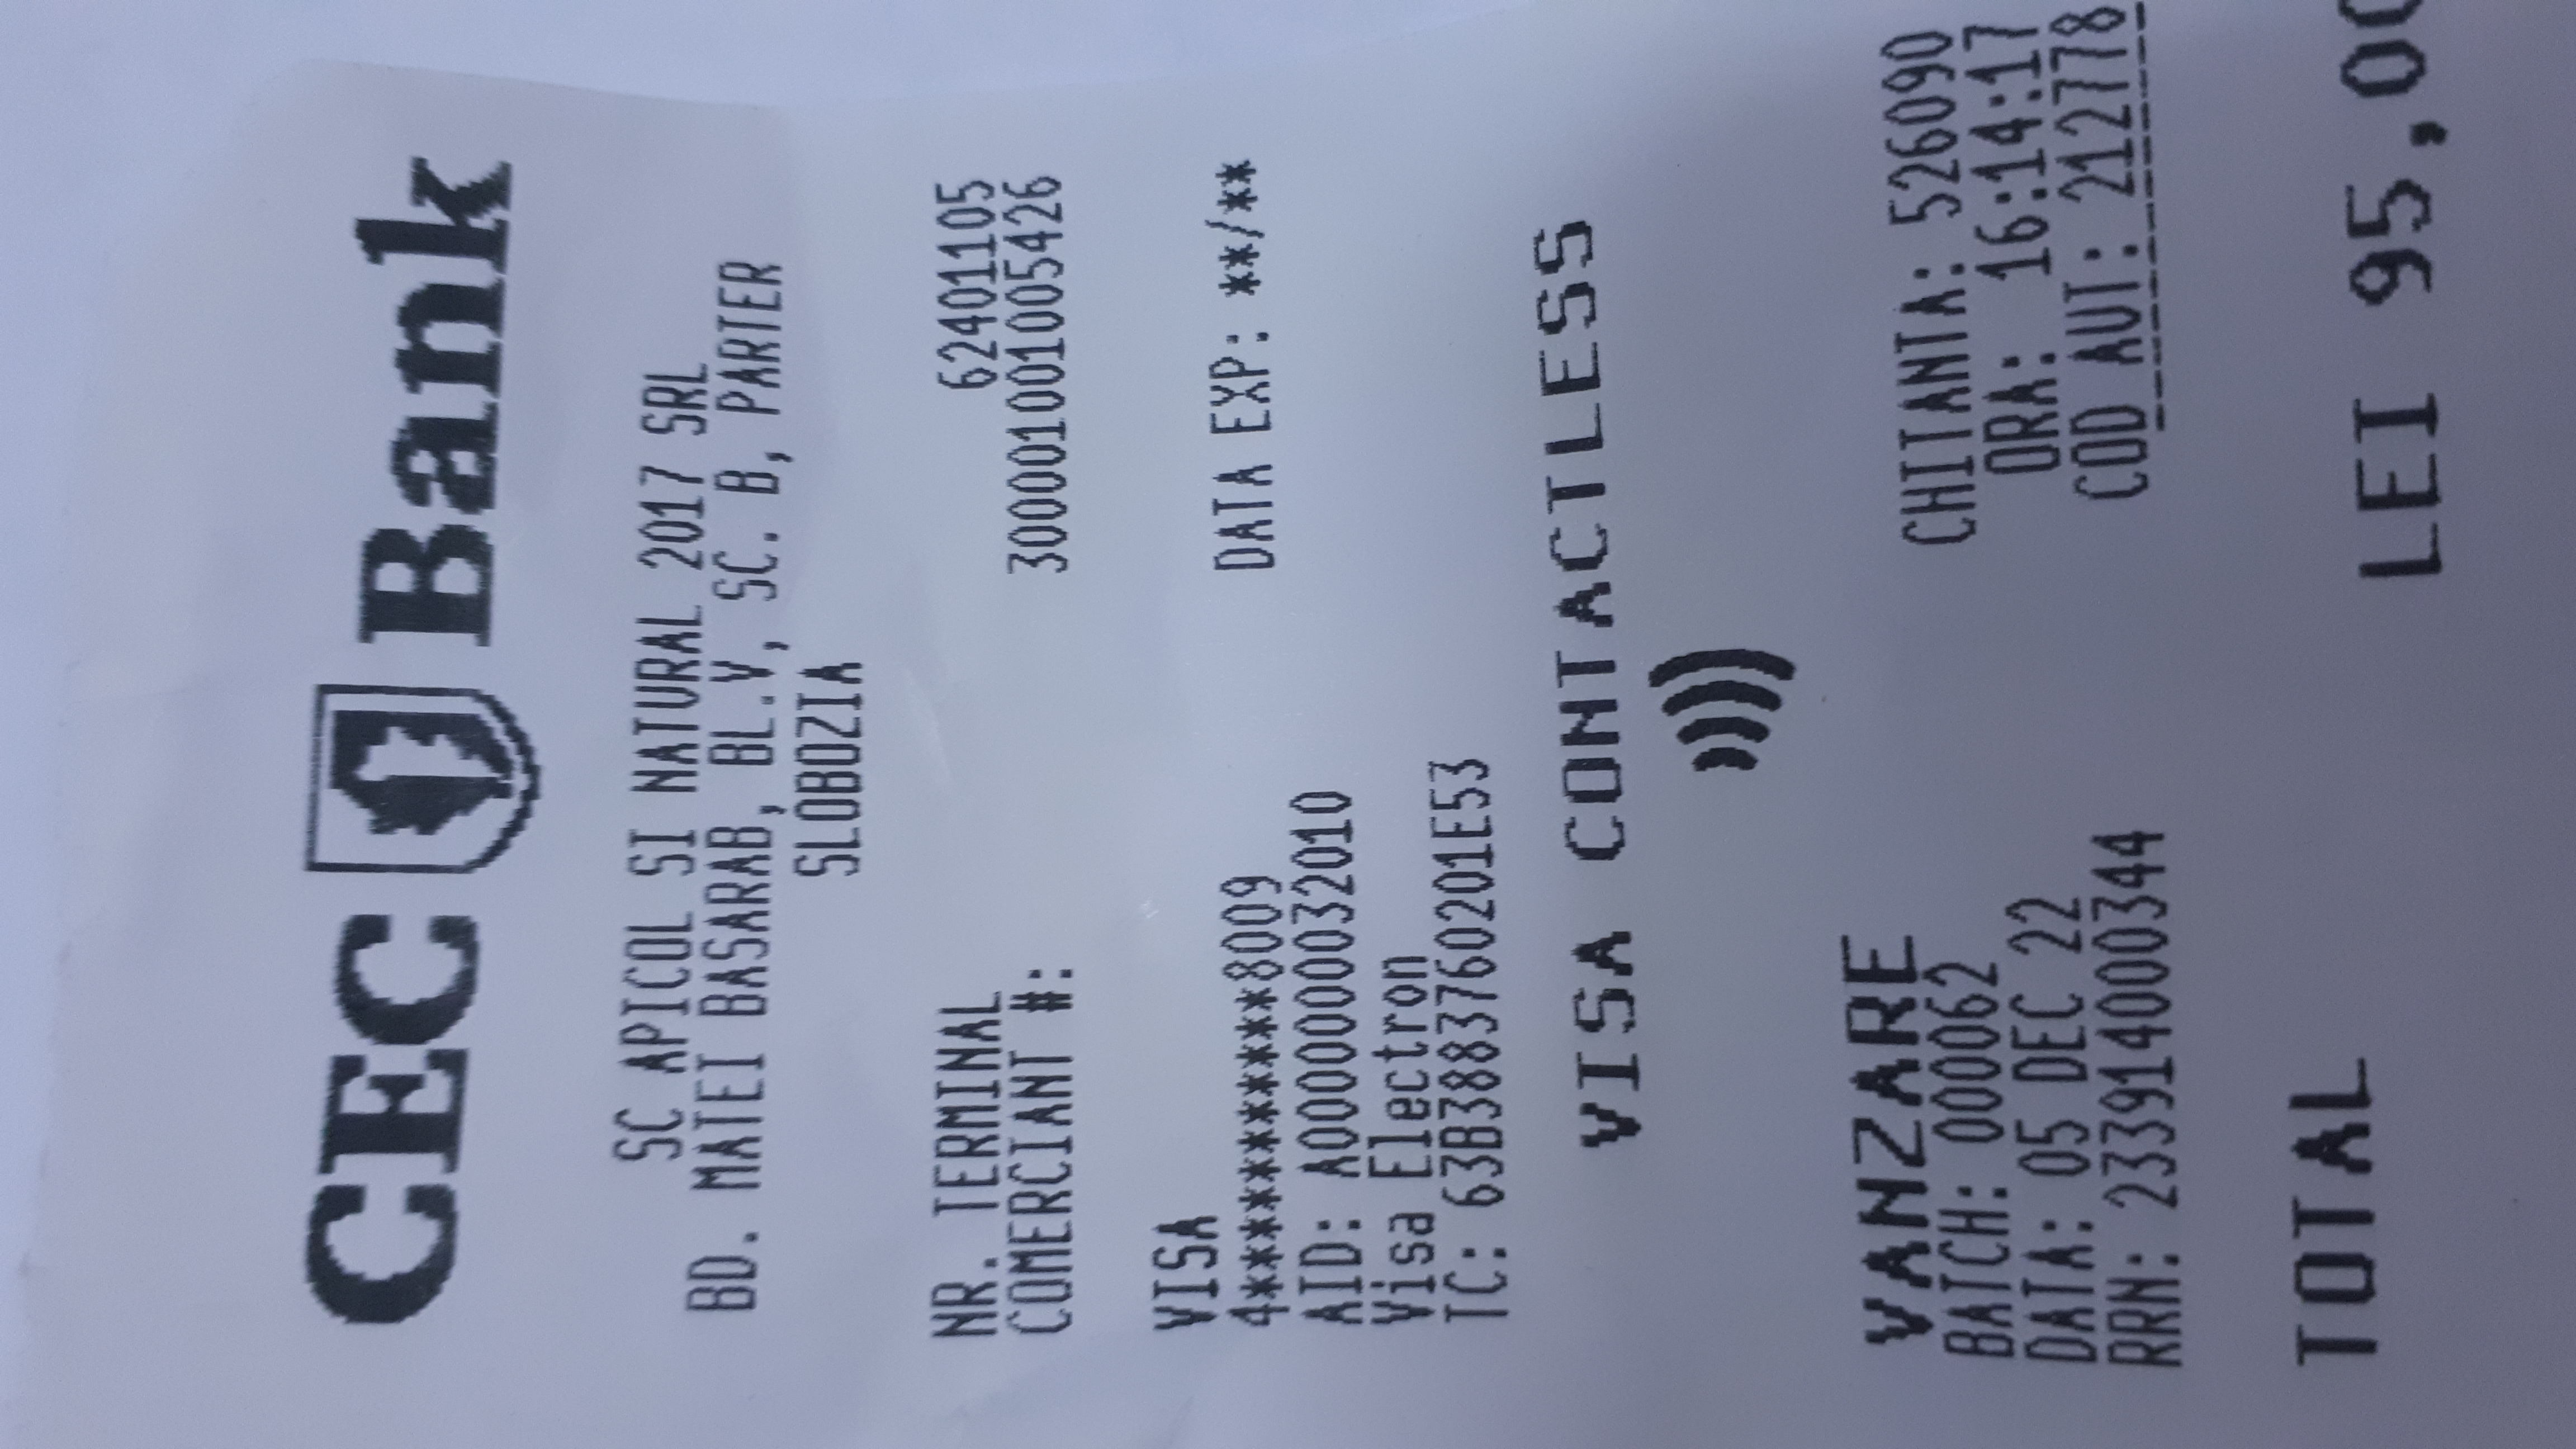 CEC Bank
SC APICOL SI NATURAL 2017 SRL
BD. MATEI BASARAB, BL.V, SC. B, PARTER
SLOBOZIA
NR. TERMINAL 62401105
COMERCIANT #: 300001001005426
VISA
4***********8009 DATA EXP: **/**
AID: A0000000032010
Visa Electron
TC: 63B38837660201E53
VISA CONTACTLESS
VANZARE
BATCH: 000062 CHITANTA: 526090
DATA: 05 DEC 22 ORA: 16:14:17
RRN: 233914000344 COD AUT: 212778
TOTAL LEI 95,00